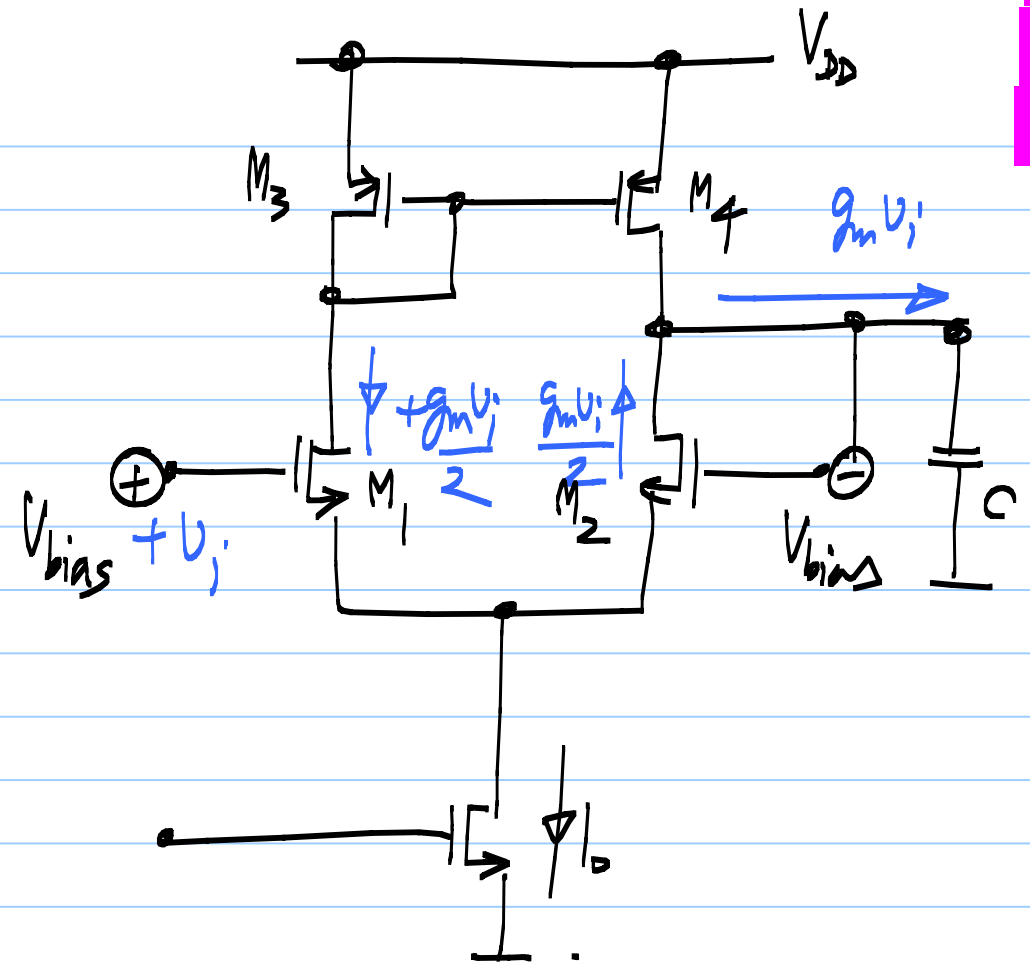 V_DD
M_3
M_4
g_m v_i
+g_m v_i / 2
g_m v_i / 2
+
−
M_1
M_2
C
V_bias + v_i
V_bias
I_D